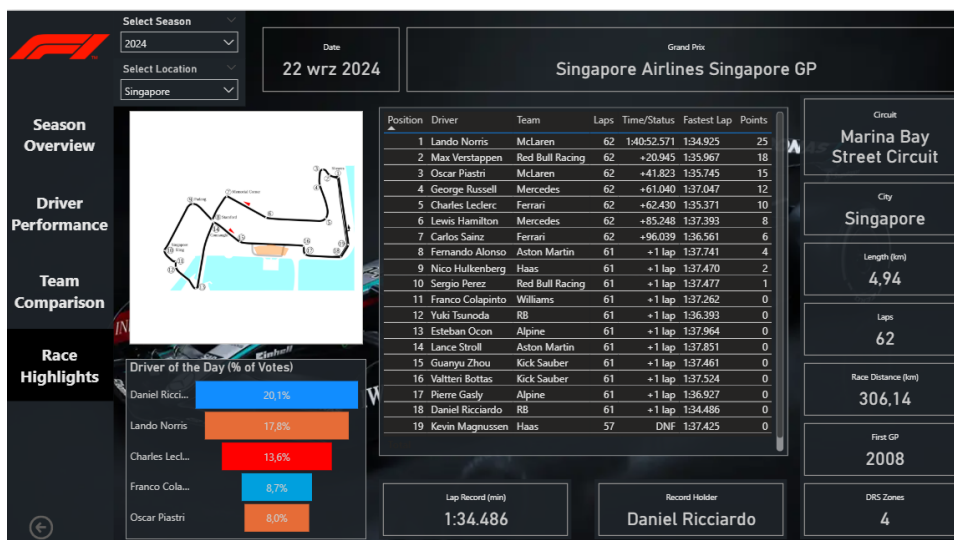 Select Season
2024
Select Location
Singapore
Date
22 wrz 2024
Grand Prix
Singapore Airlines Singapore GP
Season
Overview
Driver
Performance
Team
Comparison
Race
Highlights
Position Driver Team Laps Time/Status Fastest Lap Points
1 Lando Norris McLaren 62 1:40:52.571 1:34.925 25
2 Max Verstappen Red Bull Racing 62 +20.945 1:35.967 18
3 Oscar Piastri McLaren 62 +41.823 1:35.745 15
4 George Russell Mercedes 62 +61.040 1:37.047 12
5 Charles Leclerc Ferrari 62 +62.430 1:35.371 10
6 Lewis Hamilton Mercedes 62 +85.248 1:37.393 8
7 Carlos Sainz Ferrari 62 +96.039 1:36.561 6
8 Fernando Alonso Aston Martin 61 +1 lap 1:37.741 4
9 Nico Hulkenberg Haas 61 +1 lap 1:37.470 2
10 Sergio Perez Red Bull Racing 61 +1 lap 1:37.477 1
11 Franco Colapinto Williams 61 +1 lap 1:37.262 0
12 Yuki Tsunoda RB 61 +1 lap 1:36.393 0
13 Esteban Ocon Alpine 61 +1 lap 1:37.964 0
14 Lance Stroll Aston Martin 61 +1 lap 1:37.851 0
15 Guanyu Zhou Kick Sauber 61 +1 lap 1:37.461 0
16 Valtteri Bottas Kick Sauber 61 +1 lap 1:37.524 0
17 Pierre Gasly Alpine 61 +1 lap 1:36.927 0
18 Daniel Ricciardo RB 61 +1 lap 1:34.486 0
19 Kevin Magnussen Haas 57 DNF 1:37.425 0
Circuit
Marina Bay
Street Circuit
City
Singapore
Length (km)
4,94
Laps
62
Race Distance (km)
306,14
First GP
2008
DRS Zones
4
Einhell
Driver of the Day (% of Votes)
Daniel Ricci... 20,1%
Lando Norris 17,8%
Charles Lecl... 13,6%
Franco Cola... 8,7%
Oscar Piastri 8,0%
Lap Record (min)
1:34.486
Record Holder
Daniel Ricciardo